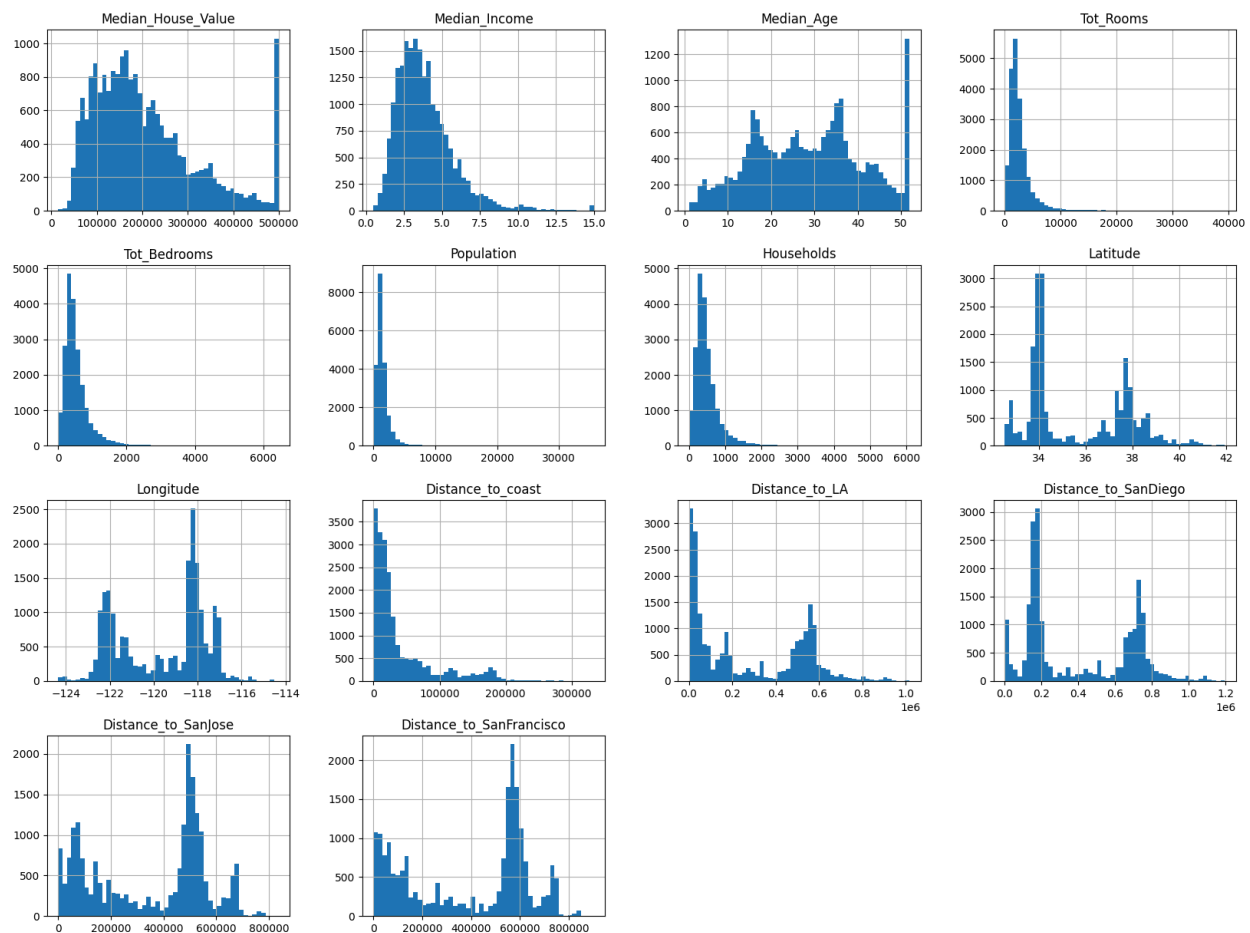 Median_House_Value
1000
800
600
400
200
0
0 100000 200000 300000 400000 500000
Median_Income
1500
1250
1000
750
500
250
0
0.0 2.5 5.0 7.5 10.0 12.5 15.0
Median_Age
1200
1000
800
600
400
200
0
0 10 20 30 40 50
Tot_Rooms
5000
4000
3000
2000
1000
0
0 10000 20000 30000 40000
Tot_Bedrooms
5000
4000
3000
2000
1000
0
0 2000 4000 6000
Population
8000
6000
4000
2000
0
0 10000 20000 30000
Households
5000
4000
3000
2000
1000
0
0 1000 2000 3000 4000 5000 6000
Latitude
3000
2500
2000
1500
1000
500
0
34 36 38 40 42
Longitude
2500
2000
1500
1000
500
0
−124 −122 −120 −118 −116 −114
Distance_to_coast
3500
3000
2500
2000
1500
1000
500
0
0 100000 200000 300000
Distance_to_LA
3000
2500
2000
1500
1000
500
0
0.0 0.2 0.4 0.6 0.8 1.0
1e6
Distance_to_SanDiego
3000
2500
2000
1500
1000
500
0
0.0 0.2 0.4 0.6 0.8 1.0 1.2
1e6
Distance_to_SanJose
2000
1500
1000
500
0
0 200000 400000 600000 800000
Distance_to_SanFrancisco
2000
1500
1000
500
0
0 200000 400000 600000 800000